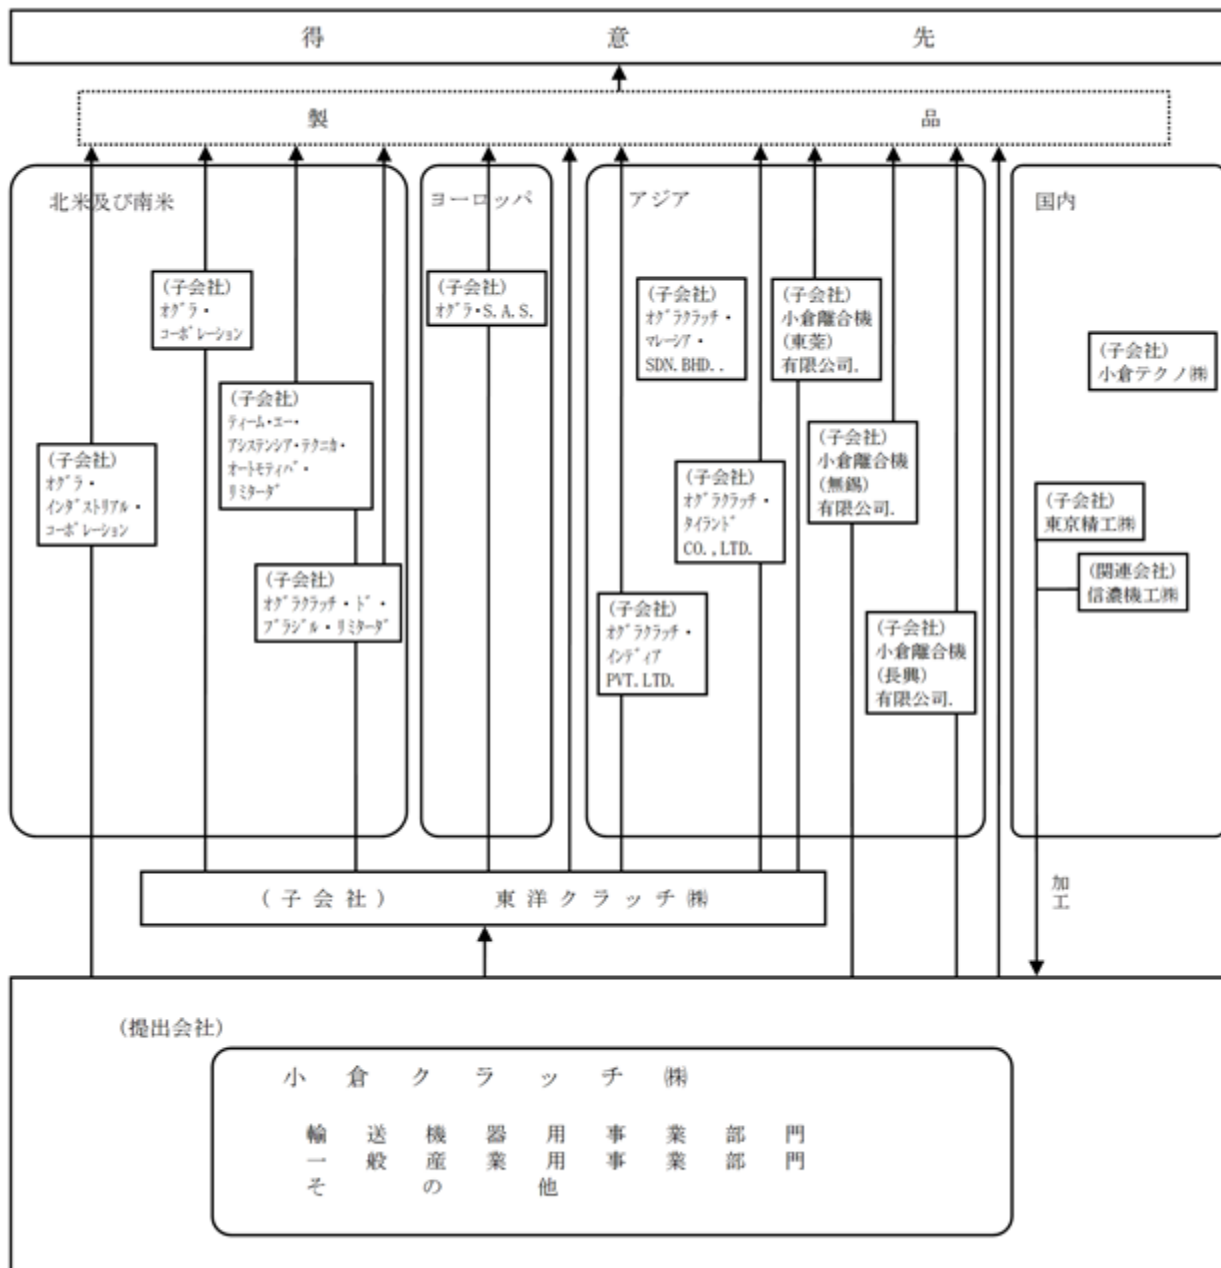 得意先
製品
北米及び南米
(子会社)
オグラ・
コーポレーション
(子会社)
ティーム・エー・
アシステンシア・テクニカ・
オートモティバ・
リミターダ
(子会社)
オグラ・
インダストリアル・
コーポレーション
(子会社)
オグラクラッチ・ド・
ブラジル・リミターダ
ヨーロッパ
(子会社)
オグラ・S.A.S.
アジア
(子会社)
オグラクラッチ・
マレーシア・
SDN.BHD..
(子会社)
小倉離合機
(東莞)
有限公司.
(子会社)
小倉離合機
(無錫)
有限公司.
(子会社)
オグラクラッチ・
タイランド
CO.,LTD.
(子会社)
オグラクラッチ・
インディア
PVT.LTD.
(子会社)
小倉離合機
(長興)
有限公司.
国内
(子会社)
小倉テクノ㈱
(子会社)
東京精工㈱
(関連会社)
信濃機工㈱
(子会社) 東洋クラッチ㈱
加工
(提出会社)
小倉クラッチ㈱
輸送機器用事業部門
一般産業用事業部門
その他